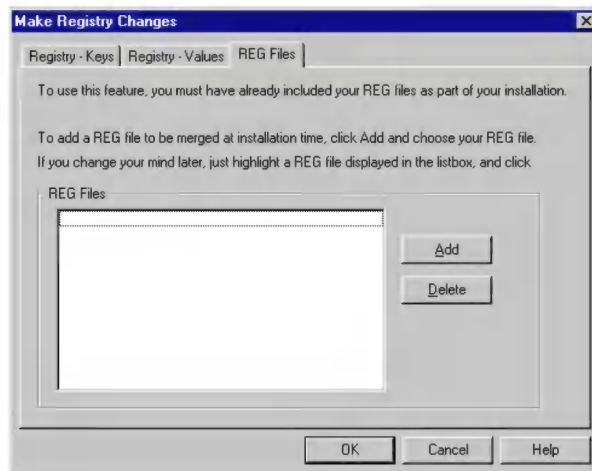 Make Registry Changes
Registry - Keys
Registry - Values
REG Files
To use this feature, you must have already included your REG files as part of your installation.
To add a REG file to be merged at installation time, click Add and choose your REG file.
If you change your mind later, just highlight a REG file displayed in the listbox, and click
REG Files
Add
Delete
OK
Cancel
Help